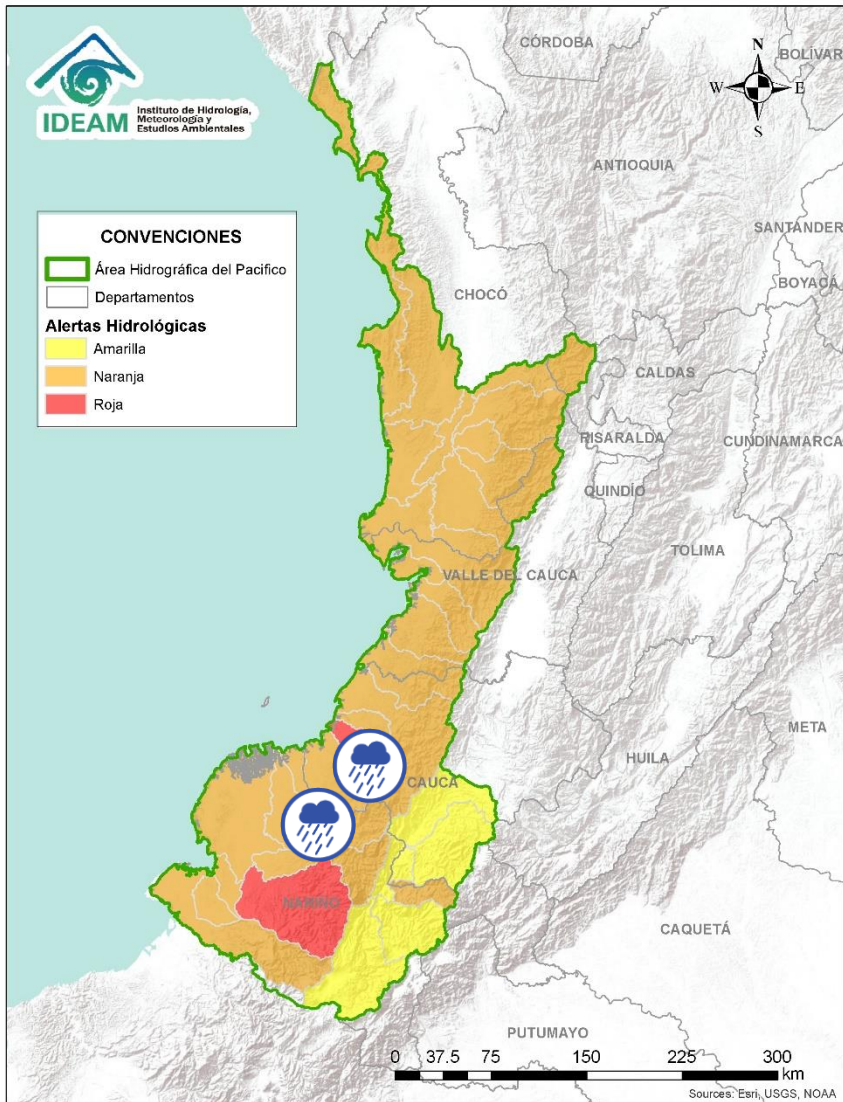 IDEAM
Instituto de Hidrología,
Meteorología y
Estudios Ambientales
N
W
E
S
CÓRDOBA
BOLÍVAR
ANTIOQUIA
SANTANDER
BOYACÁ
CONVENCIONES
Área Hidrográfica del Pacifico
Departamentos
Alertas Hidrológicas
Amarilla
Naranja
Roja
CHOCÓ
CALDAS
RISARALDA
CUNDINAMARCA
QUINDÍO
TOLIMA
VALLE DEL CAUCA
META
HUILA
CAUCA
NARIÑO
CAQUETÁ
PUTUMAYO
0 37.5 75 150 225 300
km
Sources: Esri, USGS, NOAA